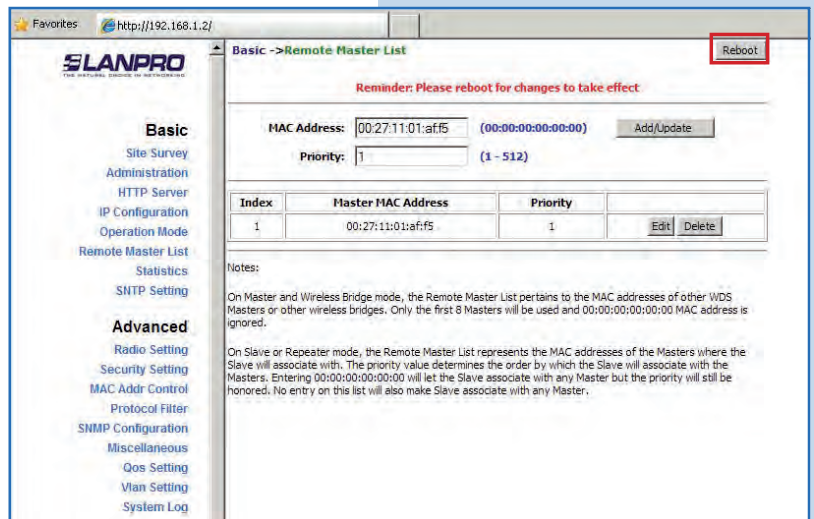 Favorites http://192.168.1.2/
LANPRO
THE NATURAL CHOICE IN NETWORKING
Basic
Site Survey
Administration
HTTP Server
IP Configuration
Operation Mode
Remote Master List
Statistics
SNTP Setting
Advanced
Radio Setting
Security Setting
MAC Addr Control
Protocol Filter
SNMP Configuration
Miscellaneous
Qos Setting
Vlan Setting
System Log
Basic ->Remote Master List
Reboot
Reminder: Please reboot for changes to take effect
MAC Address: 00:27:11:01:af:f5 (00:00:00:00:00:00) Add/Update
Priority: 1 (1 - 512)
Index Master MAC Address Priority
1 00:27:11:01:af:f5 1 Edit Delete
Notes:
On Master and Wireless Bridge mode, the Remote Master List pertains to the MAC addresses of other WDS
Masters or other wireless bridges. Only the first 8 Masters will be used and 00:00:00:00:00:00 MAC address is
ignored.
On Slave or Repeater mode, the Remote Master List represents the MAC addresses of the Masters where the
Slave will associate with. The priority value determines the order by which the Slave will associate with the
Masters. Entering 00:00:00:00:00:00 will let the Slave associate with any Master but the priority will still be
honored. No entry on this list will also make Slave associate with any Master.